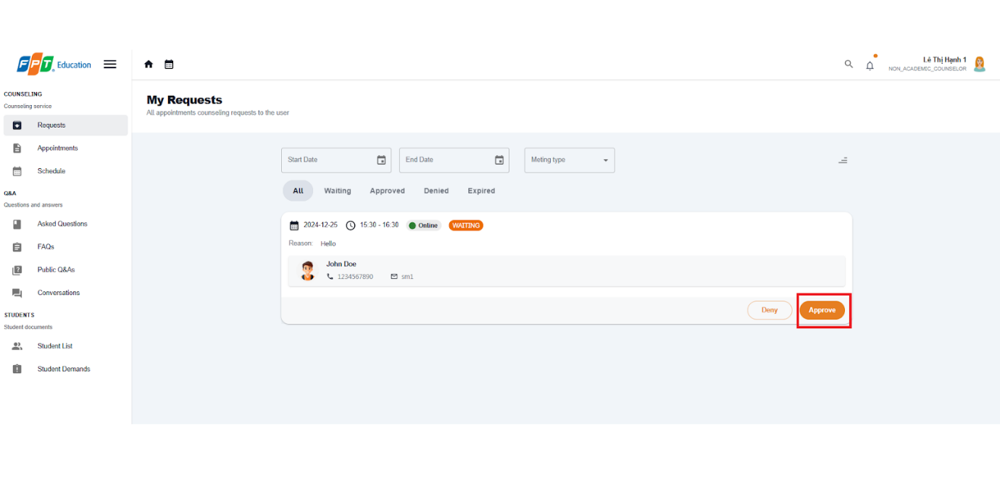 FPT Education
Lê Thị Hạnh 1
NON_ACADEMIC_COUNSELOR
COUNSELING
Counseling service
Requests
Appointments
Schedule
Q&A
Questions and answers
Asked Questions
FAQs
Public Q&As
Conversations
STUDENTS
Student documents
Student List
Student Demands
My Requests
All appointments counseling requests to the user
Start Date End Date Meting type
All Waiting Approved Denied Expired
2024-12-25 15:30 - 16:30 Online WAITING
Reason: Hello
John Doe
1234567890 sm1
Deny Approve